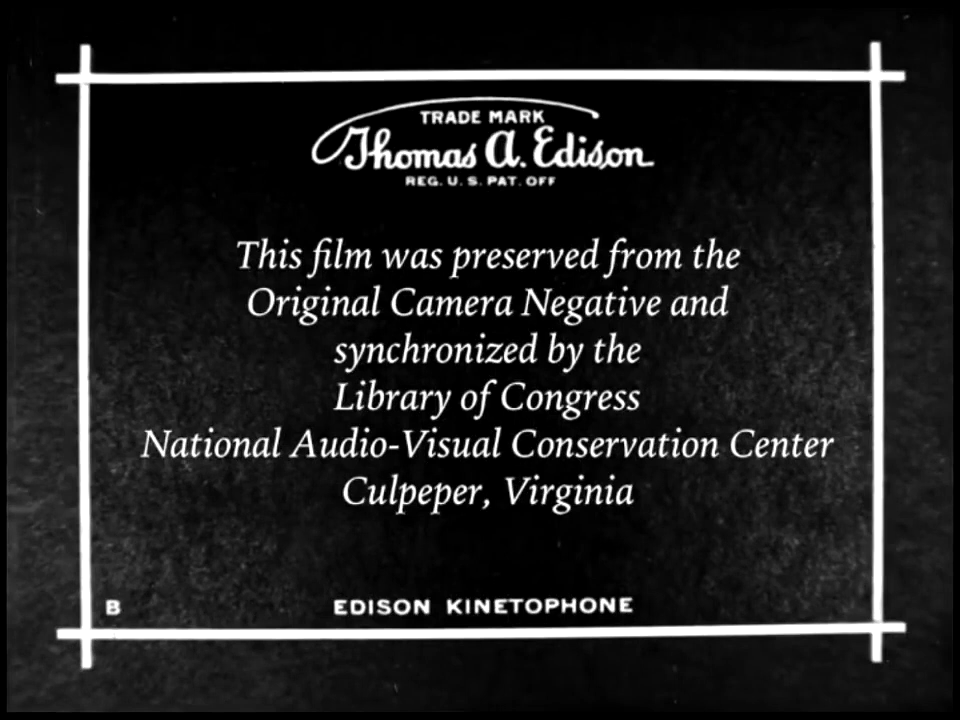 TRADE MARK
Thomas A. Edison
REG. U. S. PAT. OFF
This film was preserved from the
Original Camera Negative and
synchronized by the
Library of Congress
National Audio-Visual Conservation Center
Culpeper, Virginia
B
EDISON KINETOPHONE